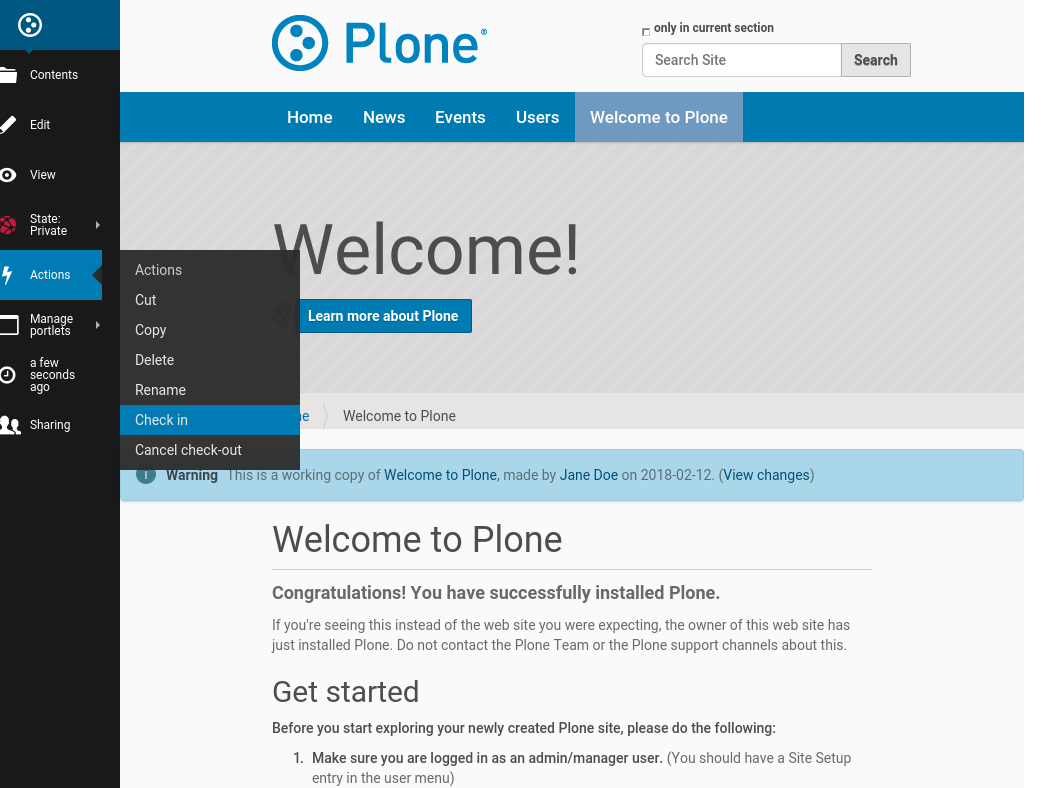 Contents
Edit
View
State:
Private
Actions
Manage
portlets
a few
seconds
ago
Sharing
Plone®
only in current section
Search Site
Search
Home
News
Events
Users
Welcome to Plone
Welcome!
Learn more about Plone
Actions
Cut
Copy
Delete
Rename
Check in
Cancel check-out
Welcome to Plone
Warning This is a working copy of Welcome to Plone, made by Jane Doe on 2018-02-12. (View changes)
Welcome to Plone
Congratulations! You have successfully installed Plone.
If you're seeing this instead of the web site you were expecting, the owner of this web site has
just installed Plone. Do not contact the Plone Team or the Plone support channels about this.
Get started
Before you start exploring your newly created Plone site, please do the following:
1. Make sure you are logged in as an admin/manager user. (You should have a Site Setup
entry in the user menu)